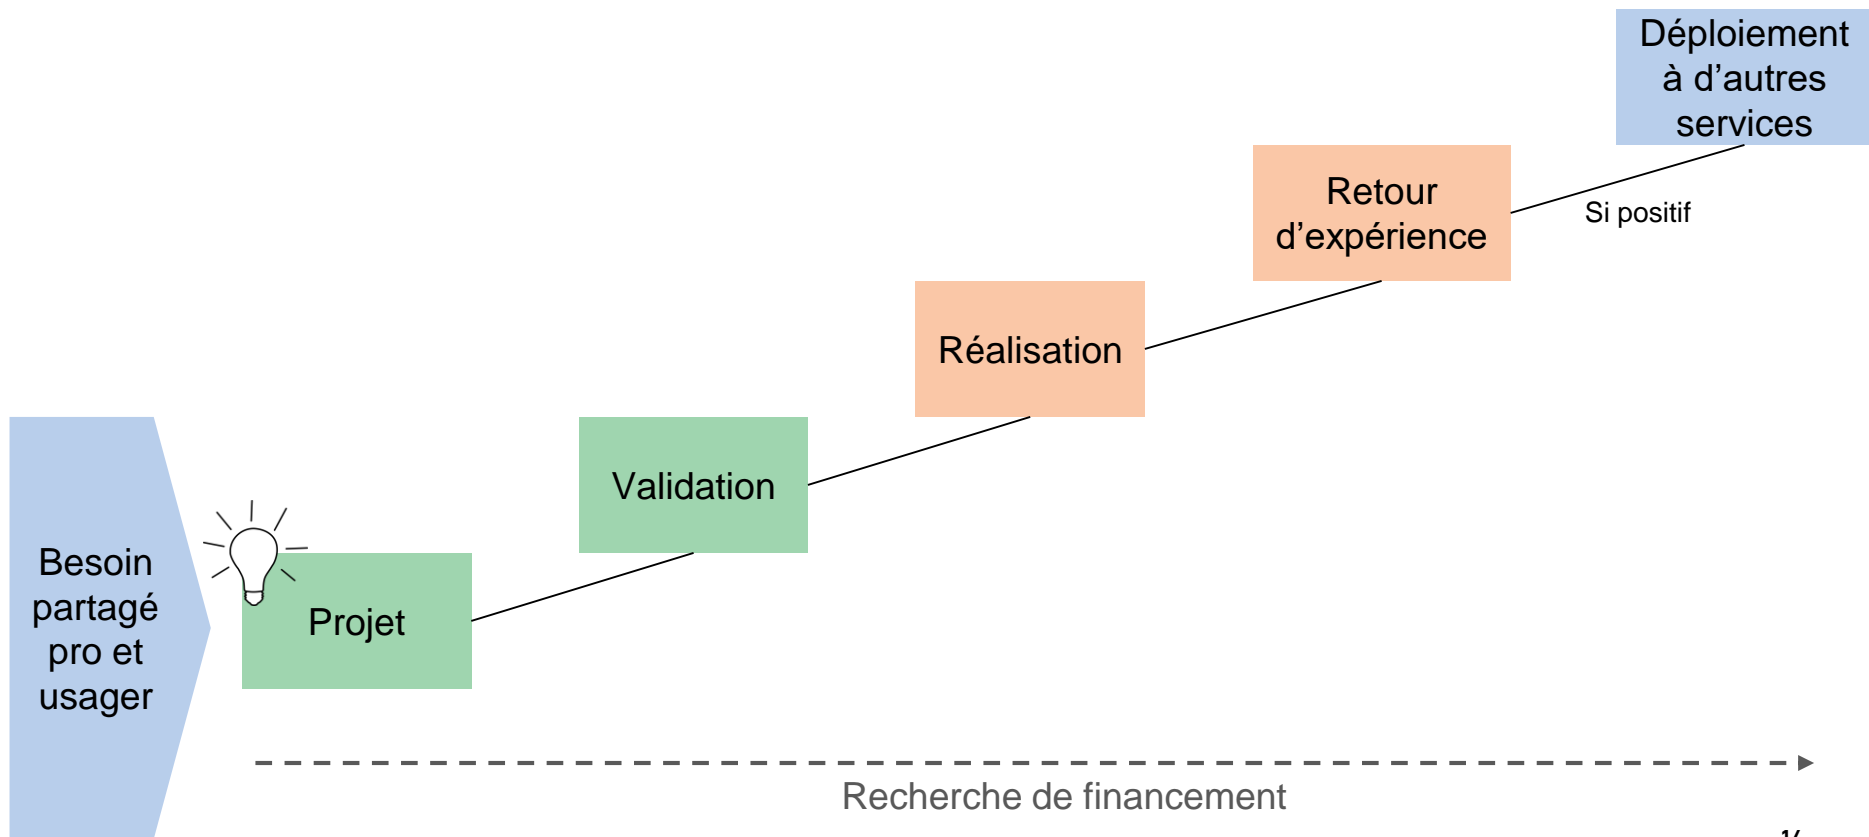 Déploiement
à d’autres
services
Retour
d’expérience
Si positif
Réalisation
Validation
Besoin
partagé
pro et
usager
Projet
Recherche de financement